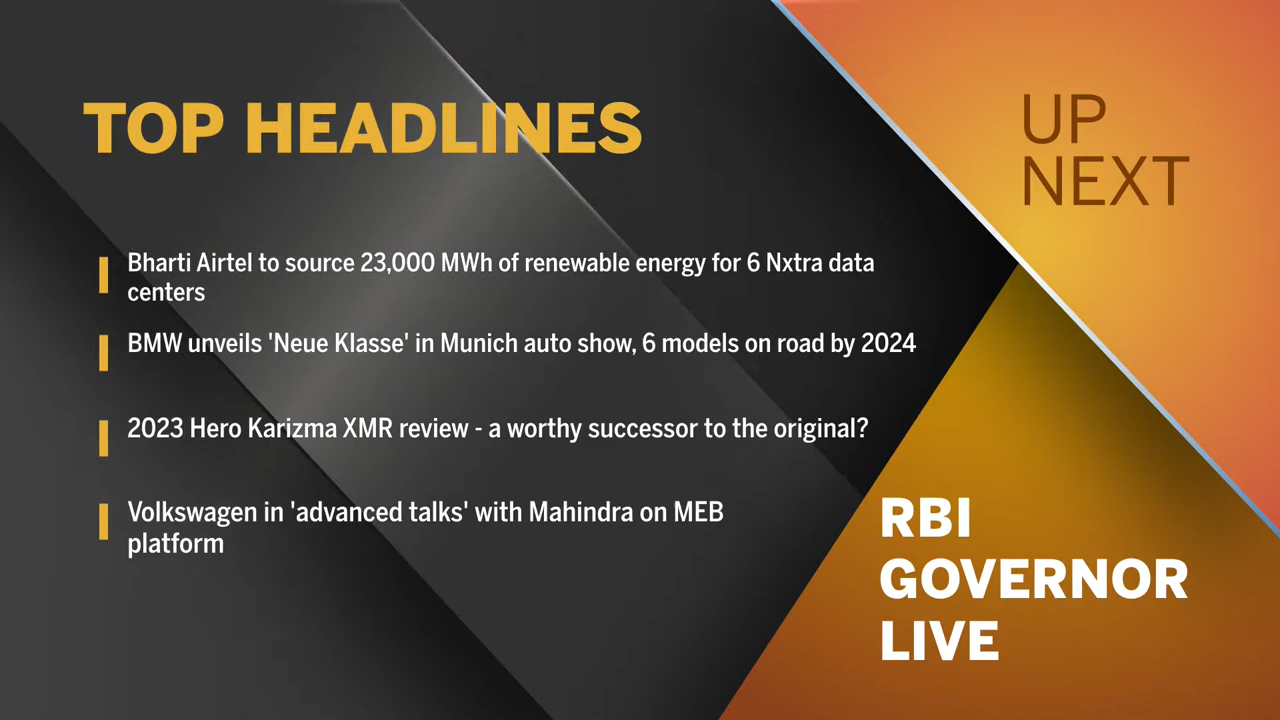 TOP HEADLINES
Bharti Airtel to source 23,000 MWh of renewable energy for 6 Nxtra data
centers
BMW unveils 'Neue Klasse' in Munich auto show, 6 models on road by 2024
2023 Hero Karizma XMR review - a worthy successor to the original?
Volkswagen in 'advanced talks' with Mahindra on MEB
platform
UP
NEXT
RBI
GOVERNOR
LIVE